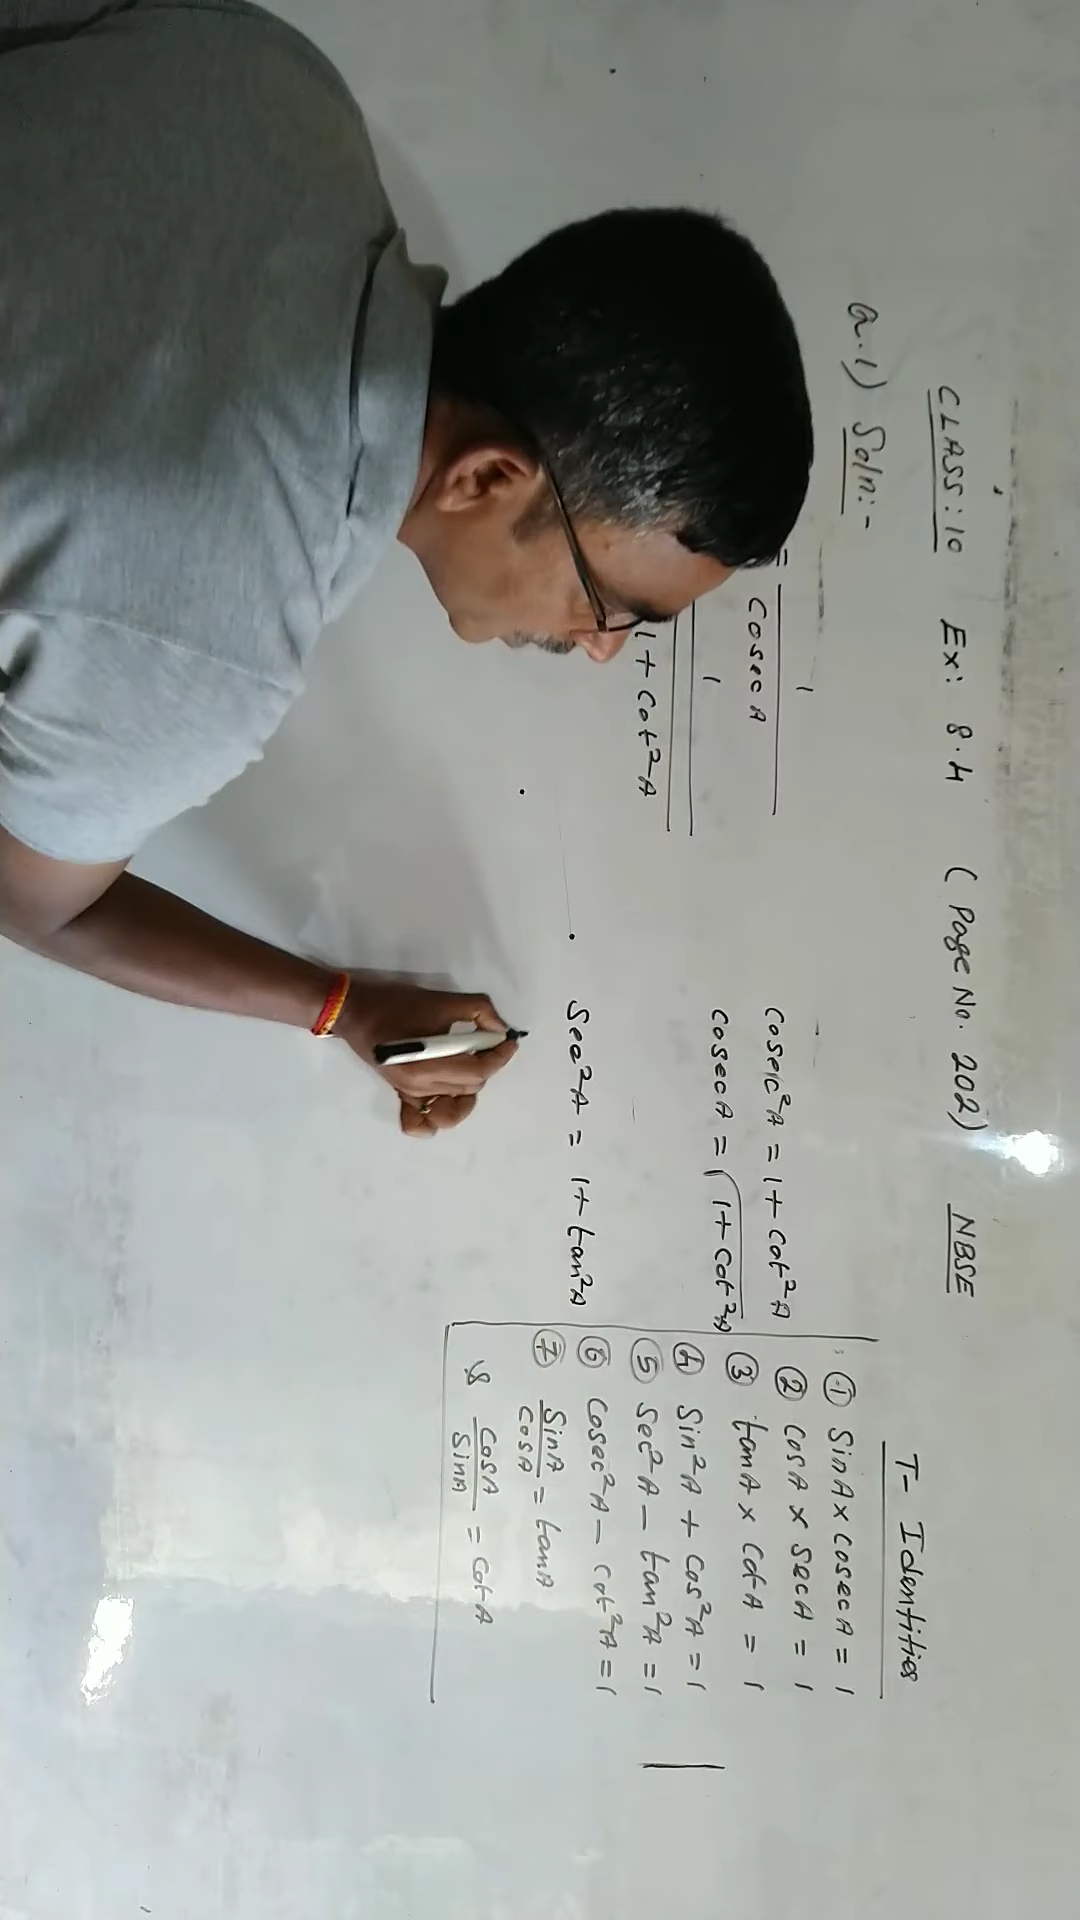 CLASS:10 Ex: 8.4 (Page No. 202) NBSE
Q.1) Soln:-
= 1
cosec A
1
1 + cot²A
cosec²A = 1 + cot²A
cosec A = √1 + cot²A
sec²A = 1 + tan²A
T- Identities
① Sin A x cosec A = 1
② cos A x sec A = 1
③ tan A x cot A = 1
④ Sin²A + cos²A = 1
⑤ sec²A - tan²A = 1
⑥ cosec²A - cot²A = 1
⑦ Sin A / cos A = tan A
& cos A / Sin A = cot A